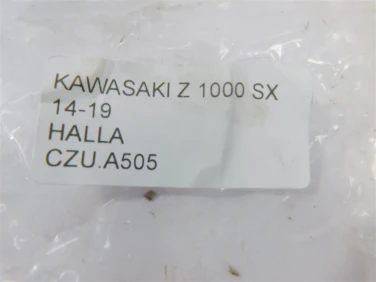 KAWASAKI Z 1000 SX
14-19
HALLA
CZU.A505